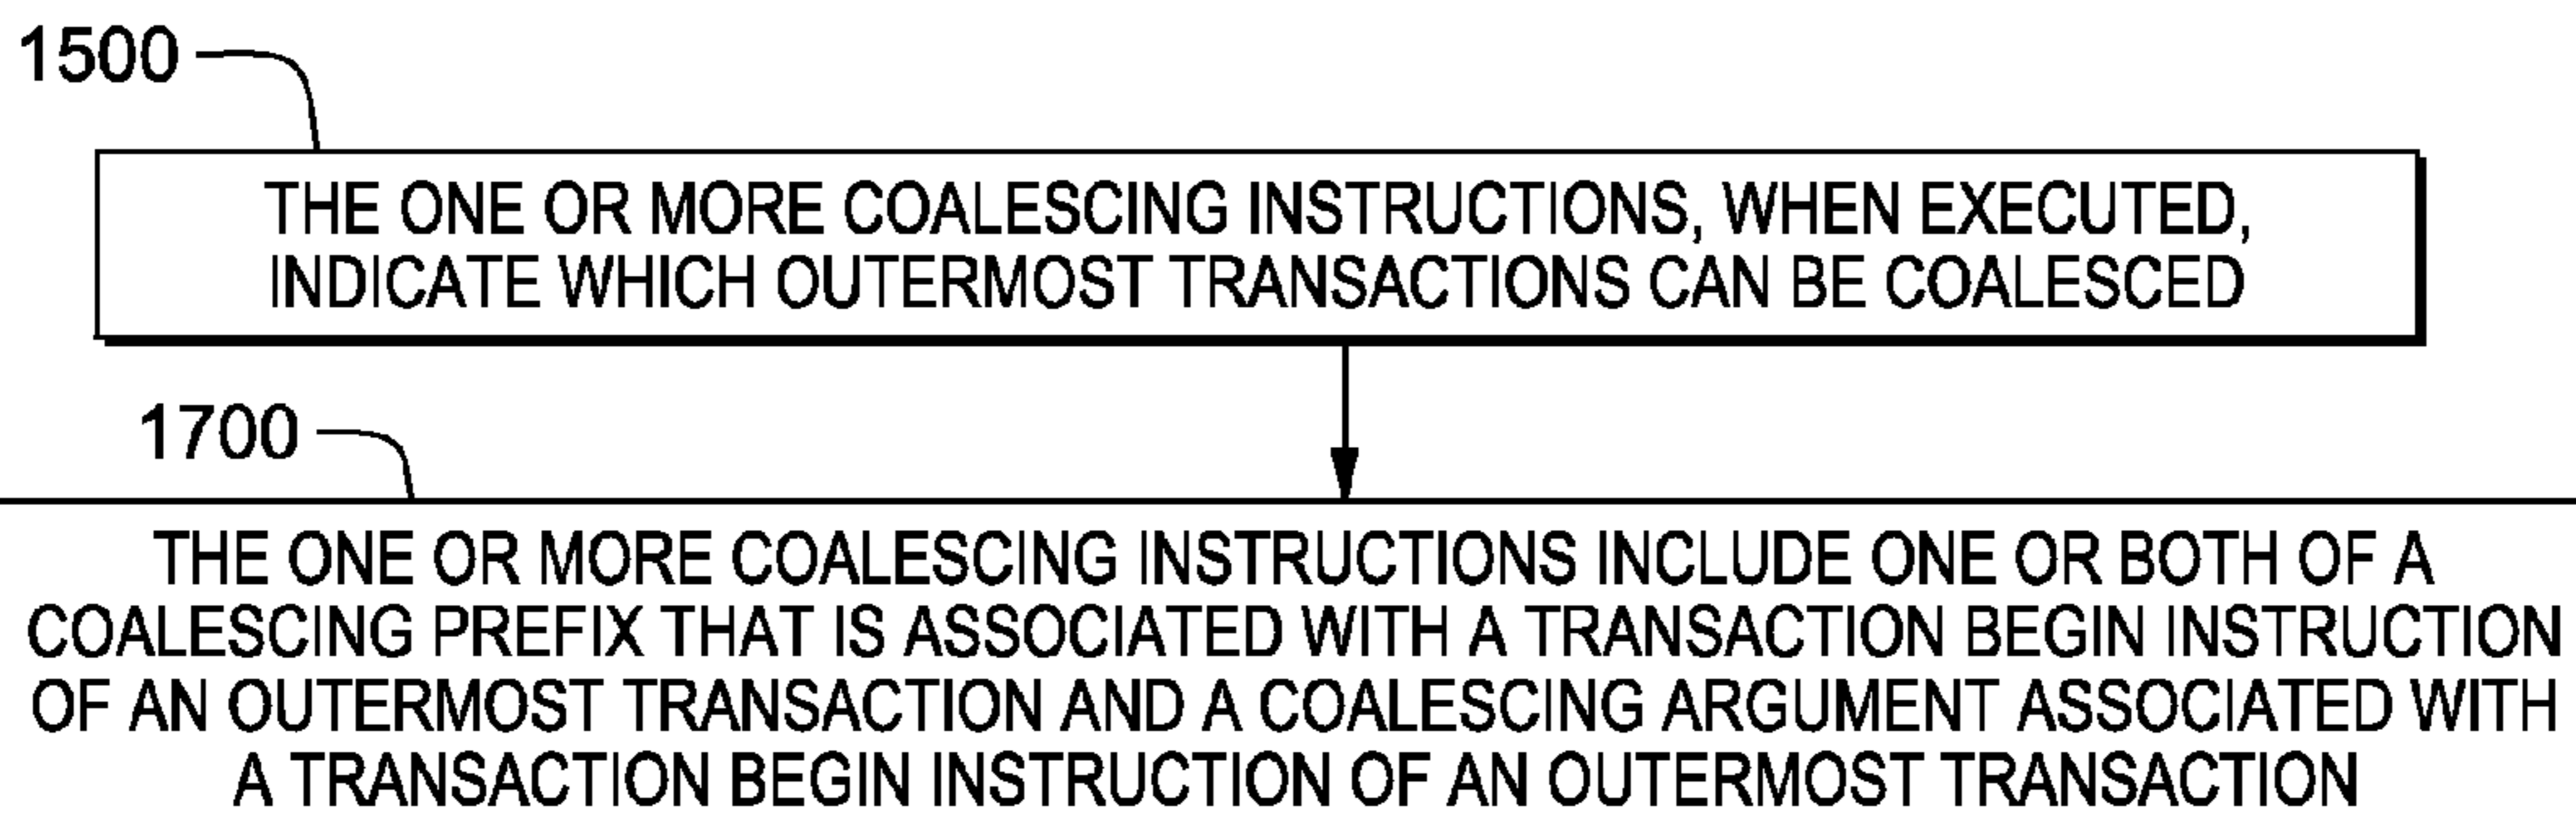 1500
THE ONE OR MORE COALESCING INSTRUCTIONS, WHEN EXECUTED,
INDICATE WHICH OUTERMOST TRANSACTIONS CAN BE COALESCED
1700
THE ONE OR MORE COALESCING INSTRUCTIONS INCLUDE ONE OR BOTH OF A
COALESCING PREFIX THAT IS ASSOCIATED WITH A TRANSACTION BEGIN INSTRUCTION
OF AN OUTERMOST TRANSACTION AND A COALESCING ARGUMENT ASSOCIATED WITH
A TRANSACTION BEGIN INSTRUCTION OF AN OUTERMOST TRANSACTION